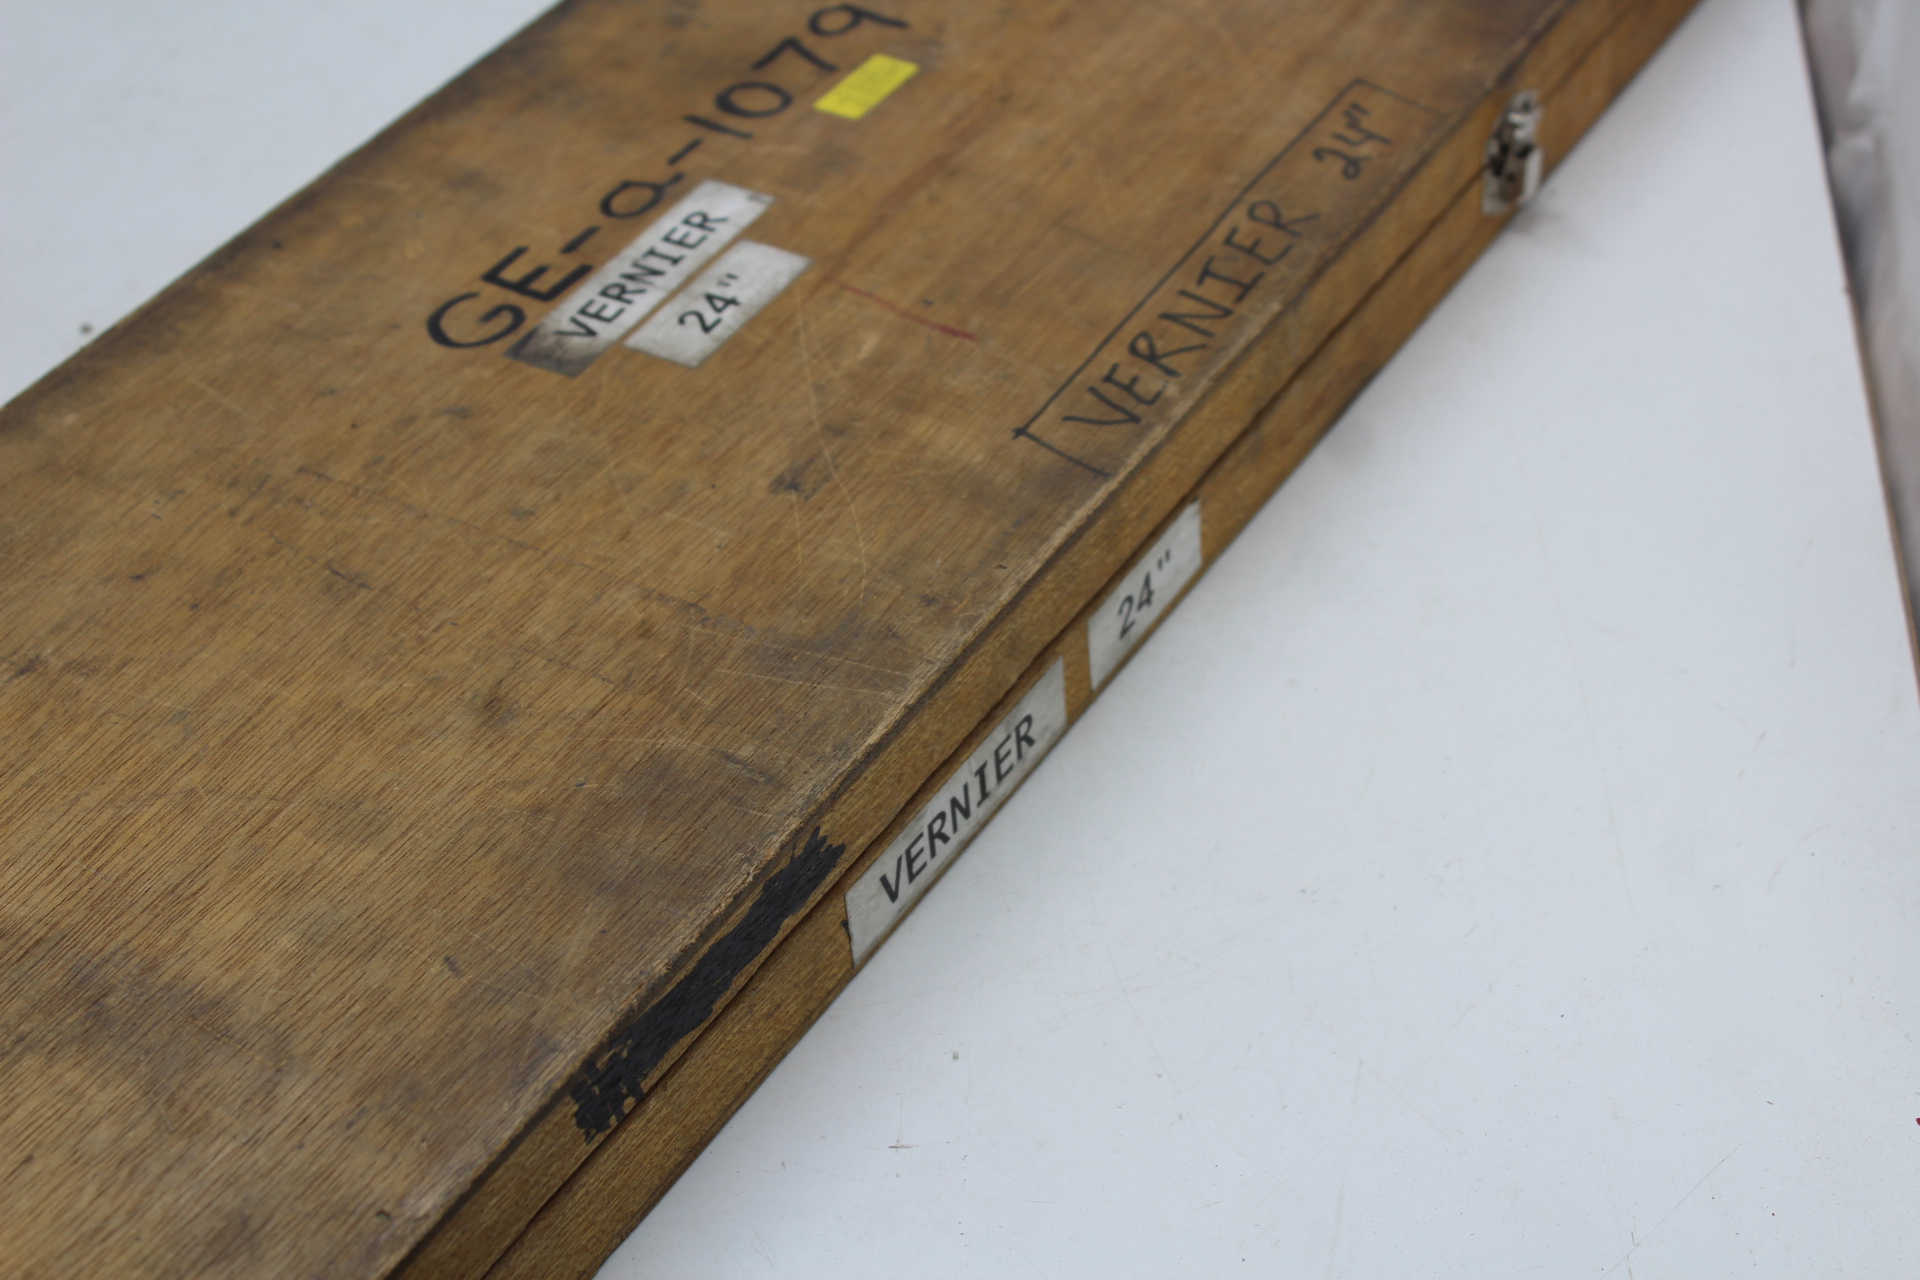 GE-Q-1079
VERNIER
24"
VERNIER 24"
VERNIER
24"